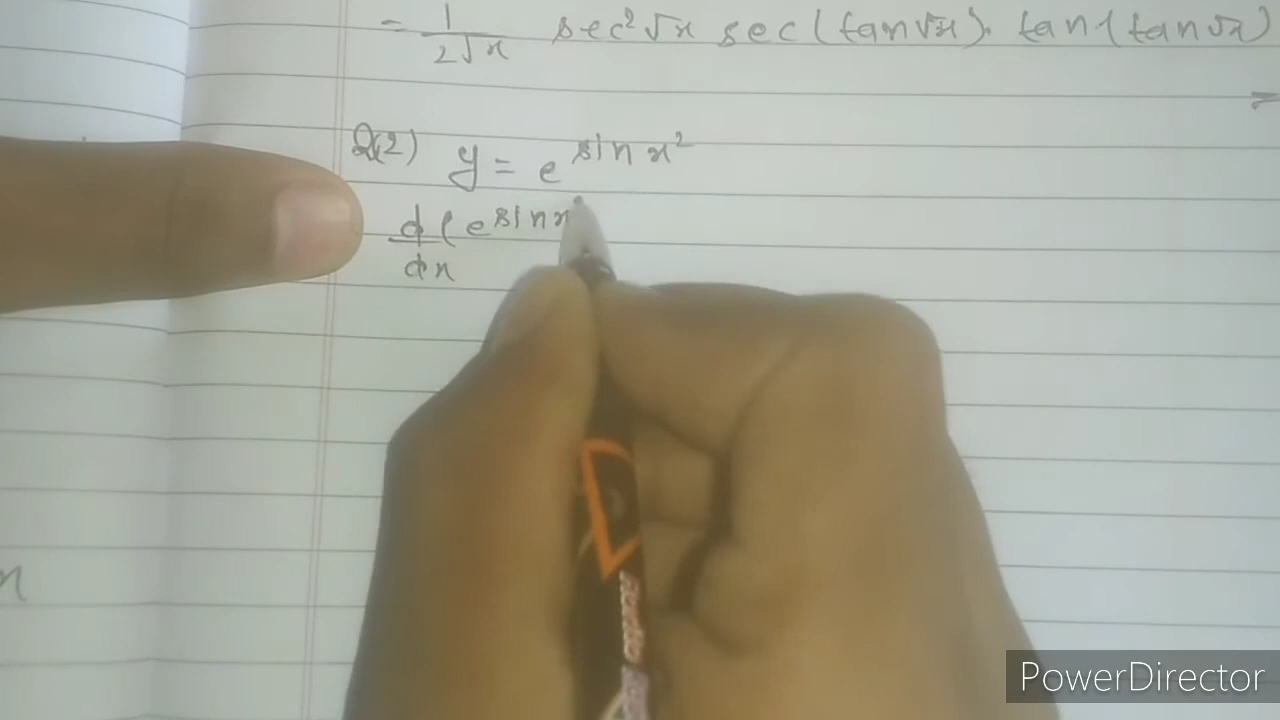 = 1/2√x sec²√x sec(tan√x). tan(tan√x)
Q(2) y = e^sin x²
d/dx (e^sin x
x
PowerDirector